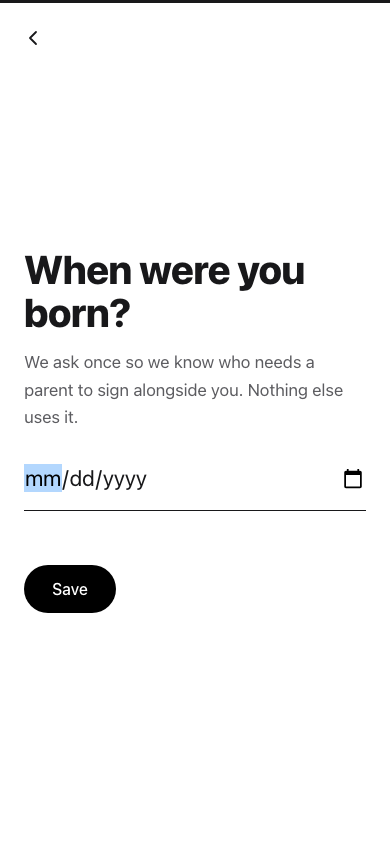 When were you
born?
We ask once so we know who needs a
parent to sign alongside you. Nothing else
uses it.
mm/dd/yyyy
Save